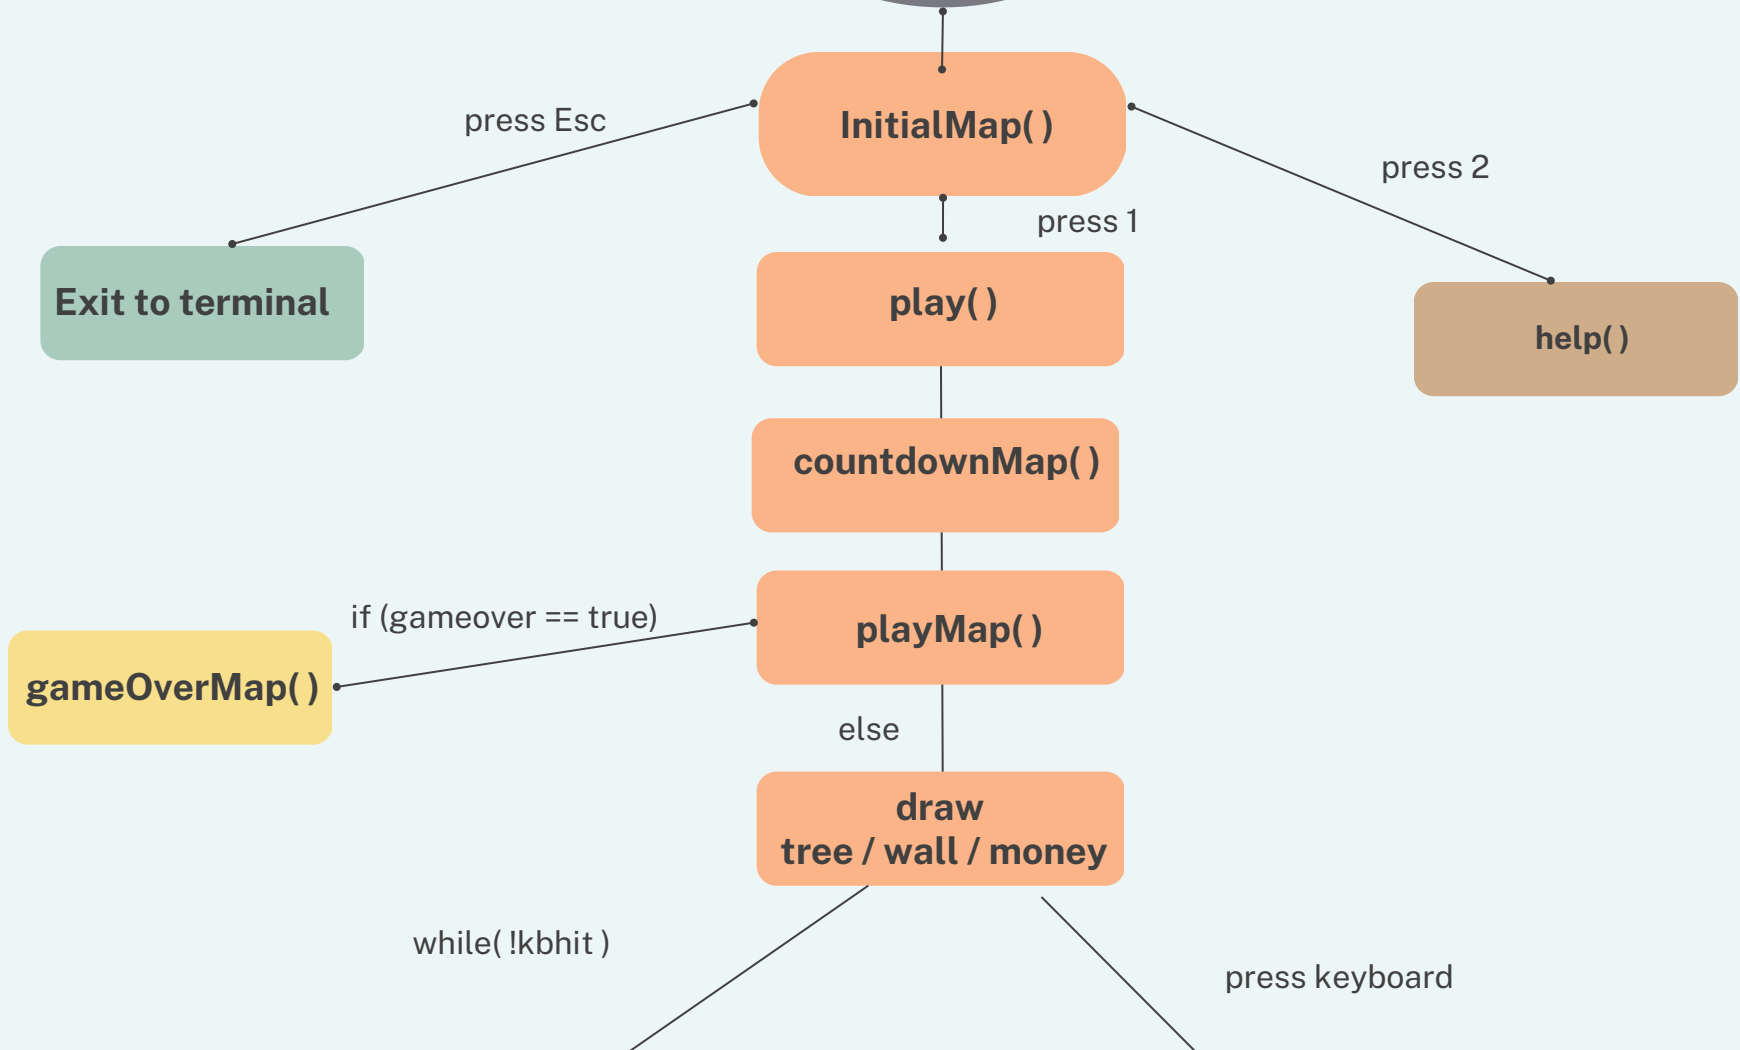 InitialMap( )
press Esc
press 2
press 1
Exit to terminal
play( )
help( )
countdownMap( )
if (gameover == true)
playMap( )
gameOverMap( )
else
draw
tree / wall / money
while( !kbhit )
press keyboard